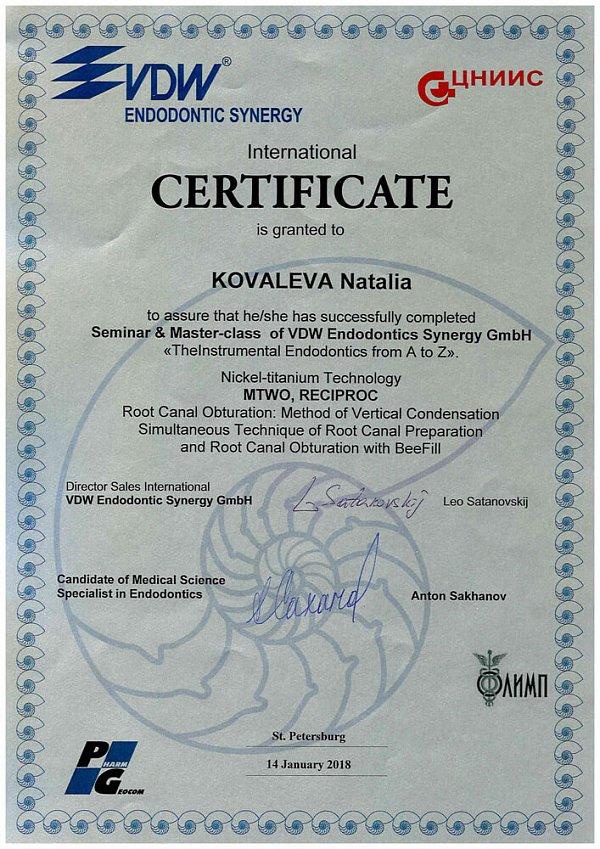 VDW®
ENDODONTIC SYNERGY
ЦНИИС
International
CERTIFICATE
is granted to
KOVALEVA Natalia
to assure that he/she has successfully completed
Seminar & Master-class of VDW Endodontics Synergy GmbH
«TheInstrumental Endodontics from A to Z».
Nickel-titanium Technology
MTWO, RECIPROC
Root Canal Obturation: Method of Vertical Condensation
Simultaneous Technique of Root Canal Preparation
and Root Canal Obturation with BeeFill
Director Sales International
VDW Endodontic Synergy GmbH
L Satanovskij
Leo Satanovskij
Candidate of Medical Science
Specialist in Endodontics
Anton Sakhanov
ОЛИМП
St. Petersburg
14 January 2018
PHARM
GEOCOM